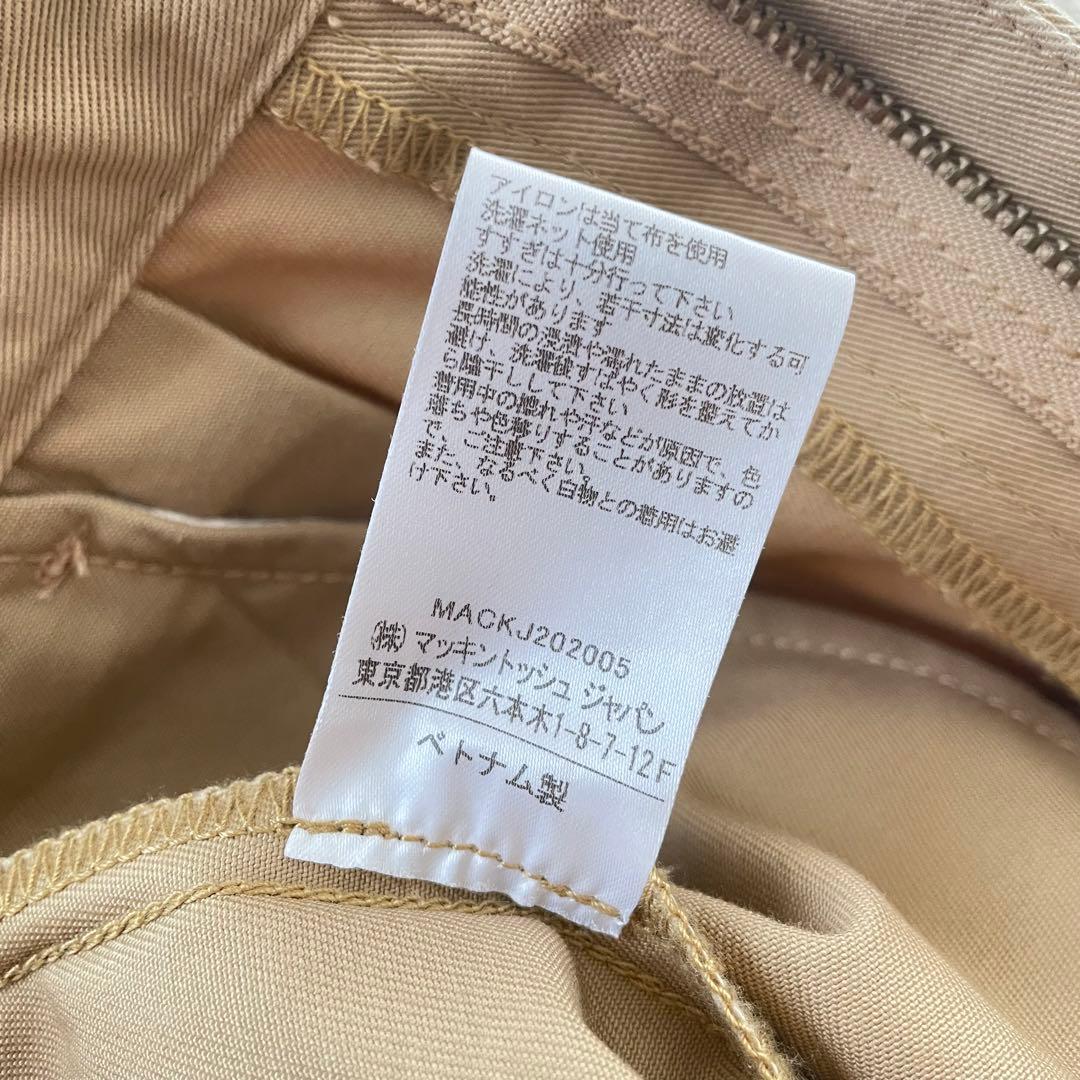 アイロンは当て布を使用
洗濯ネット使用
すすぎは十分行って下さい
洗濯により、若干寸法は変化する可
能性があります
長時間の浸漬や濡れたままの放置は
避け、洗濯後すばやく形を整えてか
ら陰干しして下さい
着用中の擦れや汗などが原因で、色
落ちや色移りすることがありますの
で、ご注意下さい。
また、なるべく白物との着用はお避
け下さい。
MACKJ202005
(株) マッキントッシュ ジャパン
東京都港区六本木1-8-7-12F
ベトナム製